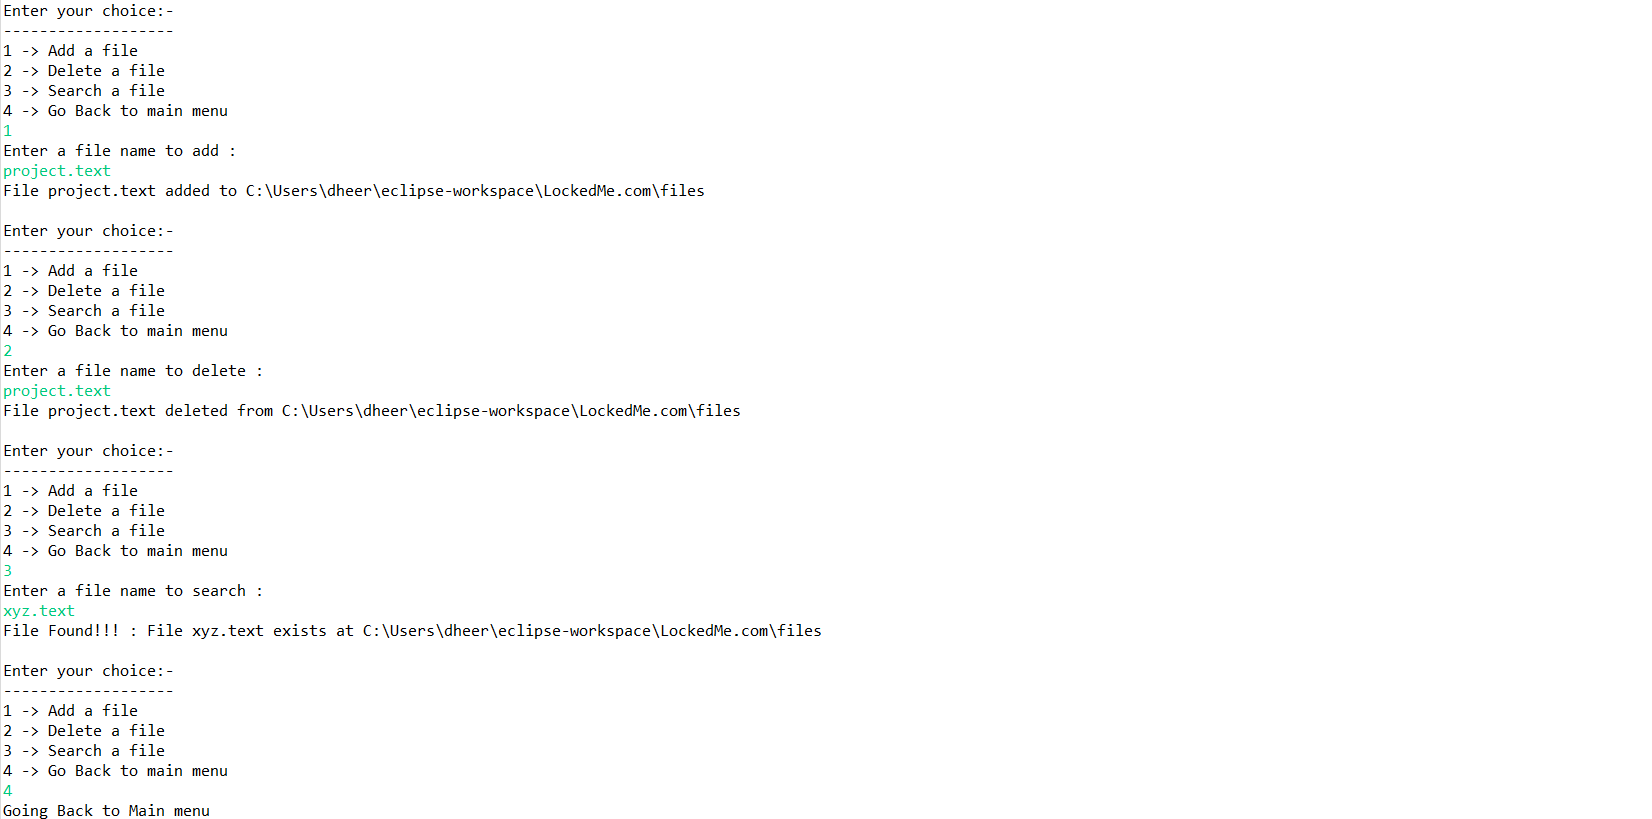 Enter your choice:-
-------------------
1 -> Add a file
2 -> Delete a file
3 -> Search a file
4 -> Go Back to main menu
1
Enter a file name to add :
project.text
File project.text added to C:\Users\dheer\eclipse-workspace\LockedMe.com\files

Enter your choice:-
-------------------
1 -> Add a file
2 -> Delete a file
3 -> Search a file
4 -> Go Back to main menu
2
Enter a file name to delete :
project.text
File project.text deleted from C:\Users\dheer\eclipse-workspace\LockedMe.com\files

Enter your choice:-
-------------------
1 -> Add a file
2 -> Delete a file
3 -> Search a file
4 -> Go Back to main menu
3
Enter a file name to search :
xyz.text
File Found!!! : File xyz.text exists at C:\Users\dheer\eclipse-workspace\LockedMe.com\files

Enter your choice:-
-------------------
1 -> Add a file
2 -> Delete a file
3 -> Search a file
4 -> Go Back to main menu
4
Going Back to Main menu